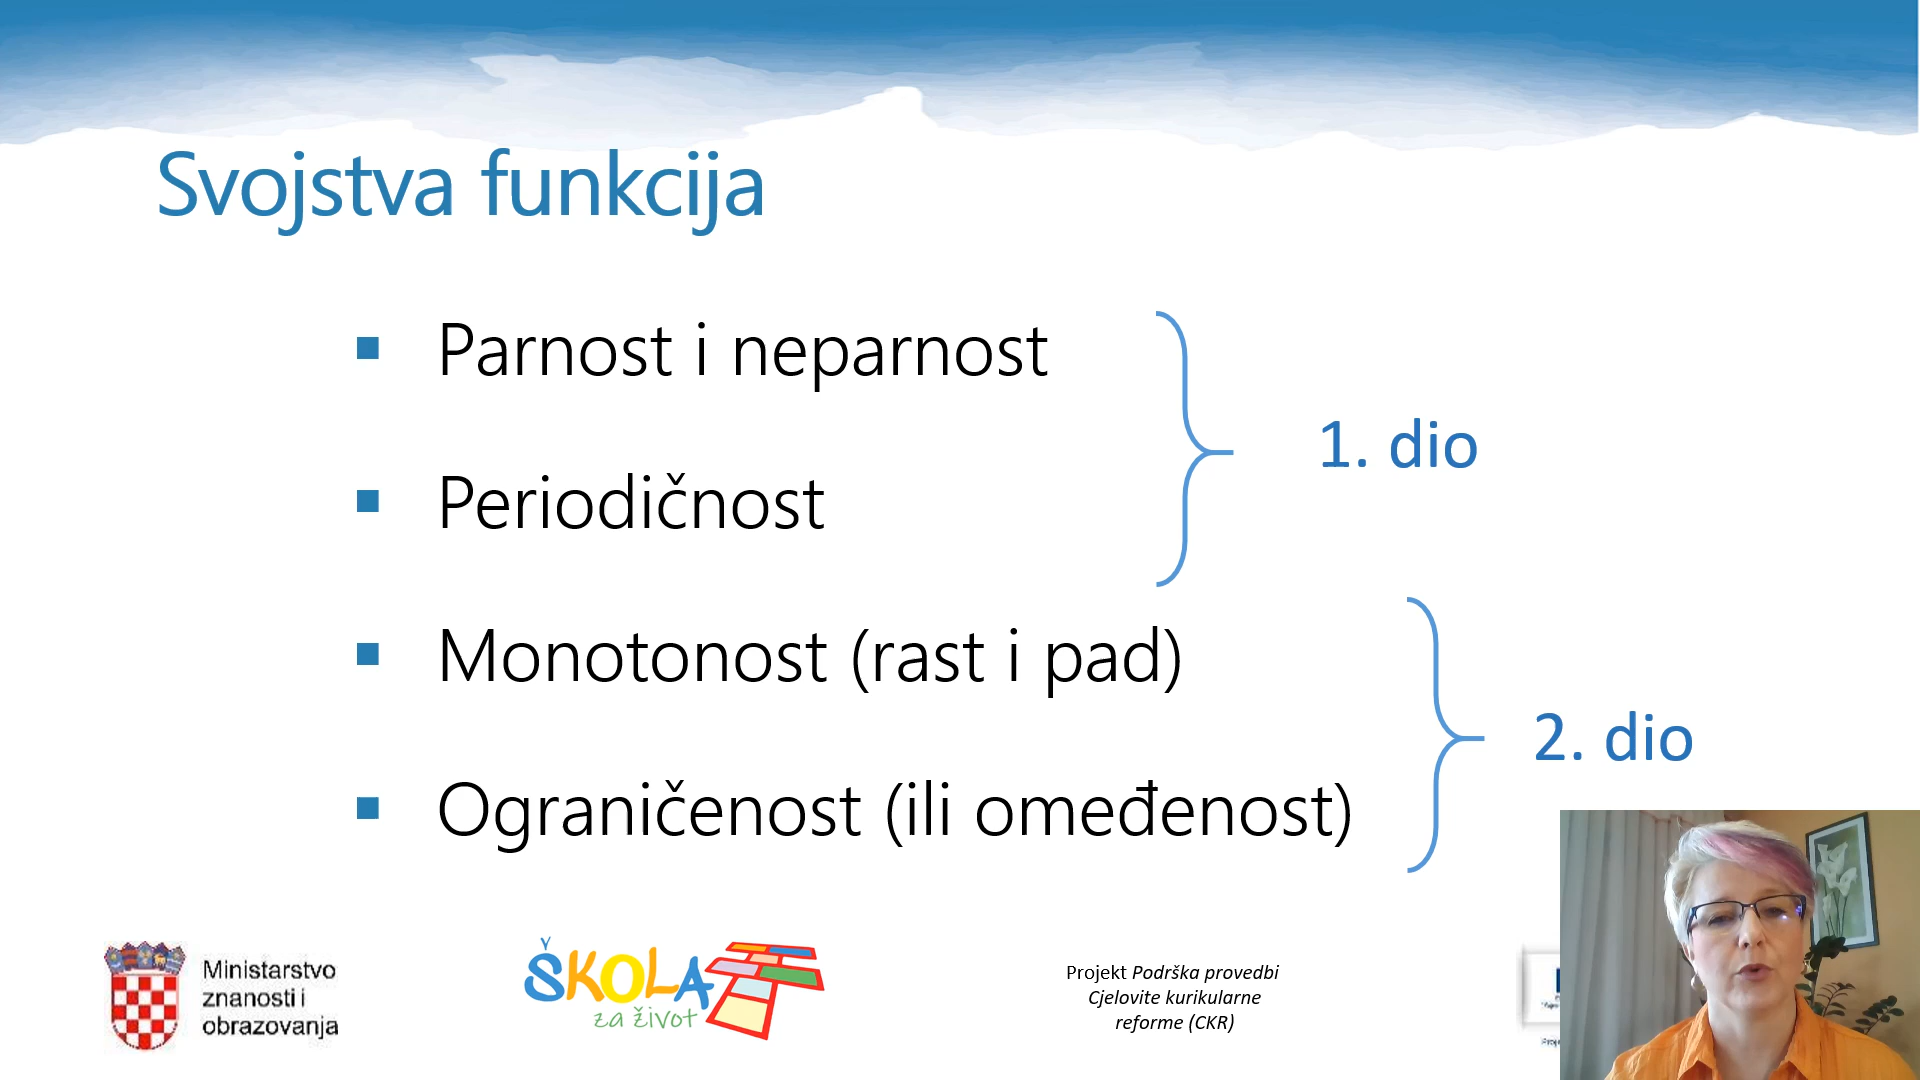 Svojstva funkcija
Parnost i neparnost
Periodičnost
1. dio
Monotonost (rast i pad)
Ograničenost (ili omeđenost)
2. dio
Ministarstvo
znanosti i
obrazovanja
ŠKOLA
za život
Projekt Podrška provedbi
Cjelovite kurikularne
reforme (CKR)